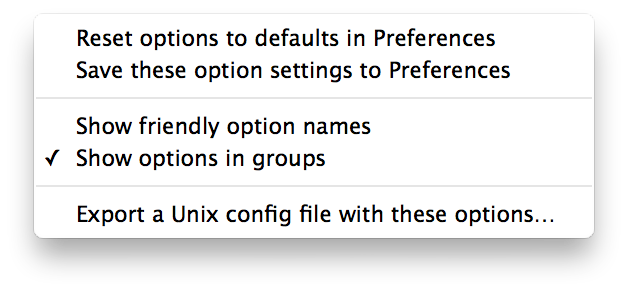 Reset options to defaults in Preferences
Save these option settings to Preferences
Show friendly option names
✓ Show options in groups
Export a Unix config file with these options…